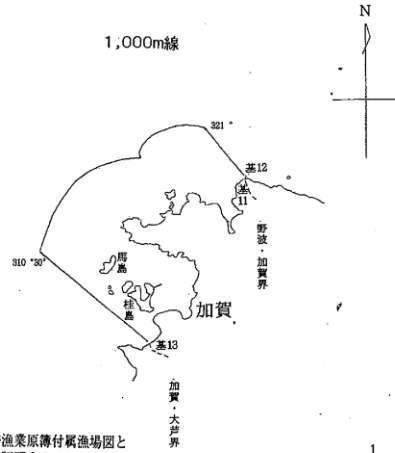 N
1,000m線
321°
基12
基11
野波・加賀界
310°30′
馬島
桂島
加賀
基13
加賀・大芦界
漁業原簿付属漁場図と
1